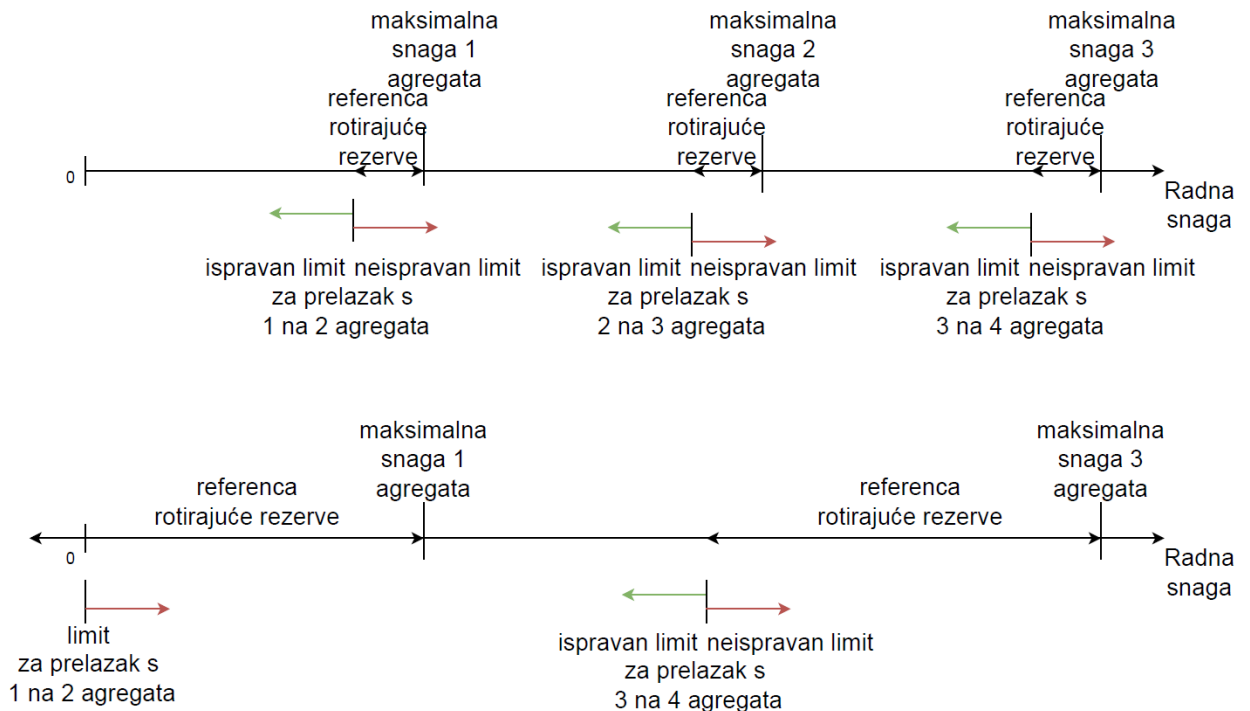 maksimalna
snaga 1
agregata
maksimalna
snaga 2
agregata
maksimalna
snaga 3
agregata
referenca
rotirajuće
rezerve
referenca
rotirajuće
rezerve
referenca
rotirajuće
rezerve
0
Radna
snaga
ispravan limit neispravan limit
za prelazak s
1 na 2 agregata
ispravan limit neispravan limit
za prelazak s
2 na 3 agregata
ispravan limit neispravan limit
za prelazak s
3 na 4 agregata
maksimalna
snaga 1
agregata
maksimalna
snaga 3
agregata
referenca
rotirajuće rezerve
referenca
rotirajuće rezerve
0
Radna
snaga
limit
za prelazak s
1 na 2 agregata
ispravan limit neispravan limit
za prelazak s
3 na 4 agregata